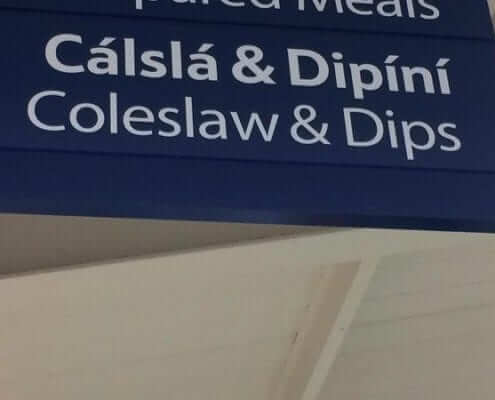 Meals
Cálslá & Dipíní
Coleslaw & Dips